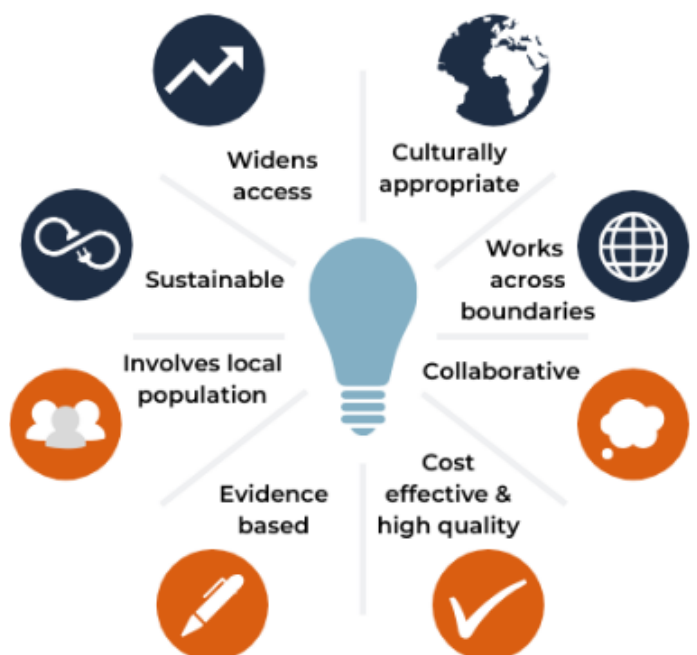 Widens
access
Culturally
appropriate
Sustainable
Works
across
boundaries
Involves local
population
Collaborative
Evidence
based
Cost
effective &
high quality